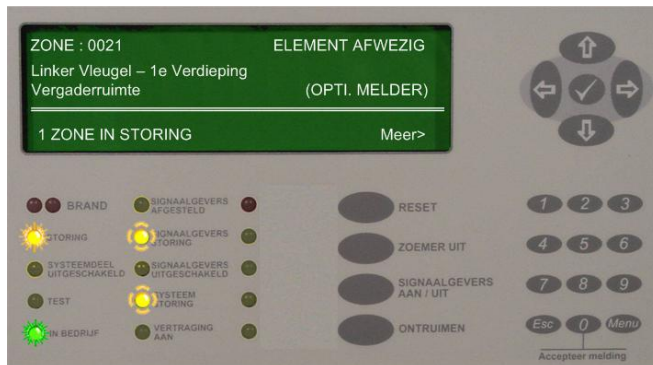 ZONE : 0021 ELEMENT AFWEZIG
Linker Vleugel – 1e Verdieping
Vergaderruimte (OPTI. MELDER)
1 ZONE IN STORING Meer>
BRAND
SIGNAALGEVERS
AFGESTELD
RESET
1 2 3
STORING
SIGNAALGEVERS
STORING
ZOEMER UIT
4 5 6
SYSTEEMDEEL
UITGESCHAKELD
SIGNAALGEVERS
UITGESCHAKELD
SIGNAALGEVERS
AAN / UIT
7 8 9
TEST
SYSTEEM
STORING
IN BEDRIJF
VERTRAGING
AAN
ONTRUIMEN
Esc 0 Menu
Accepteer melding